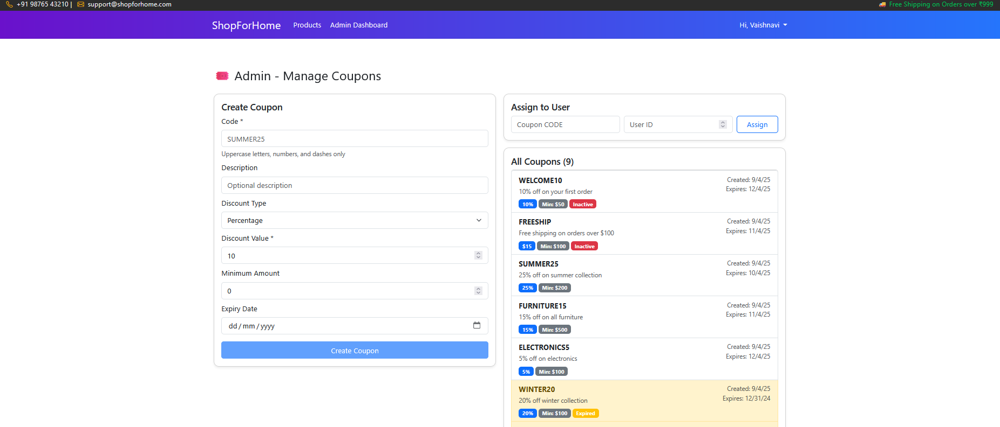 +91 98765 43210 | support@shopforhome.com
Free Shipping on Orders over ₹999
ShopForHome Products Admin Dashboard
Hi, Vaishnavi
Admin - Manage Coupons
Create Coupon
Code *
SUMMER25
Uppercase letters, numbers, and dashes only
Description
Optional description
Discount Type
Percentage
Discount Value *
10
Minimum Amount
0
Expiry Date
dd/mm/yyyy
Create Coupon
Assign to User
Coupon CODE User ID Assign
All Coupons (9)
WELCOME10 Created: 9/4/25
10% off on your first order Expires: 12/4/25
10% Min: $50 Inactive
FREESHIP Created: 9/4/25
Free shipping on orders over $100 Expires: 11/4/25
$15 Min: $100 Inactive
SUMMER25 Created: 9/4/25
25% off on summer collection Expires: 10/4/25
25% Min: $200
FURNITURE15 Created: 9/4/25
15% off on all furniture Expires: 11/4/25
15% Min: $500
ELECTRONICS5 Created: 9/4/25
5% off on electronics Expires: 12/4/25
5% Min: $100
WINTER20 Created: 9/4/25
20% off winter collection Expires: 12/31/24
20% Min: $100 Expired